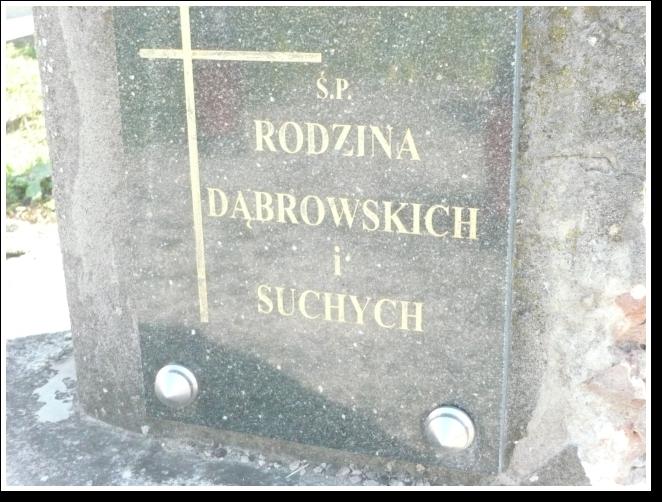 Ś.P.
RODZINA
DĄBROWSKICH
i
SUCHYCH